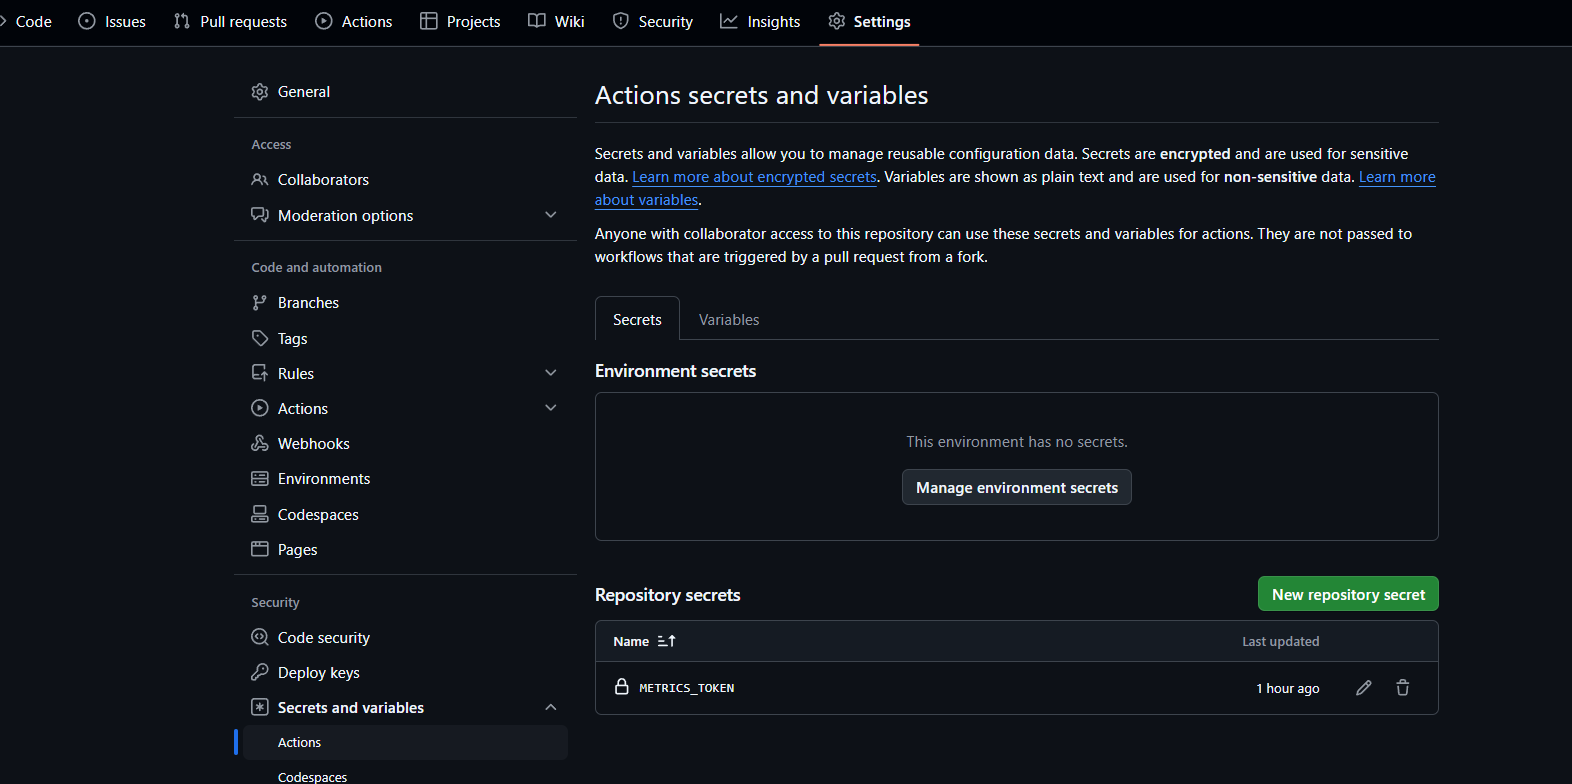 Code Issues Pull requests Actions Projects Wiki Security Insights Settings
General
Access
Collaborators
Moderation options
Code and automation
Branches
Tags
Rules
Actions
Webhooks
Environments
Codespaces
Pages
Security
Code security
Deploy keys
Secrets and variables
Actions
Codespaces
Actions secrets and variables
Secrets and variables allow you to manage reusable configuration data. Secrets are encrypted and are used for sensitive
data. Learn more about encrypted secrets. Variables are shown as plain text and are used for non-sensitive data. Learn more
about variables.
Anyone with collaborator access to this repository can use these secrets and variables for actions. They are not passed to
workflows that are triggered by a pull request from a fork.
Secrets Variables
Environment secrets
This environment has no secrets.
Manage environment secrets
Repository secrets New repository secret
Name Last updated
METRICS_TOKEN 1 hour ago